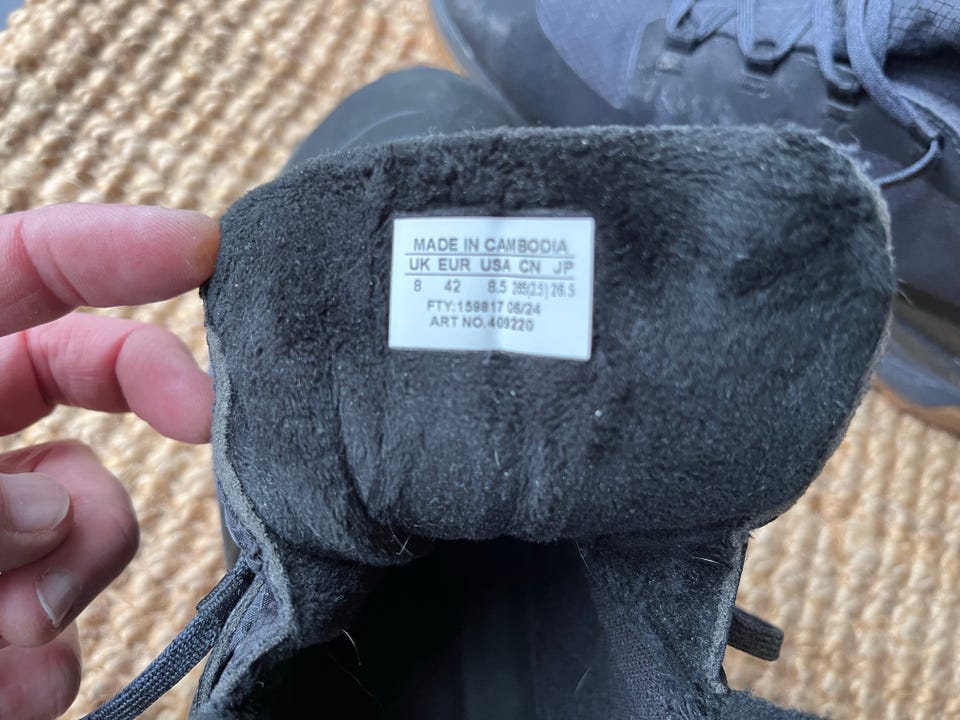 MADE IN CAMBODIA
UK EUR USA CN JP
8 42 8.5 265(2.5) 26.5
FTY:159817 06/24
ART NO.409220